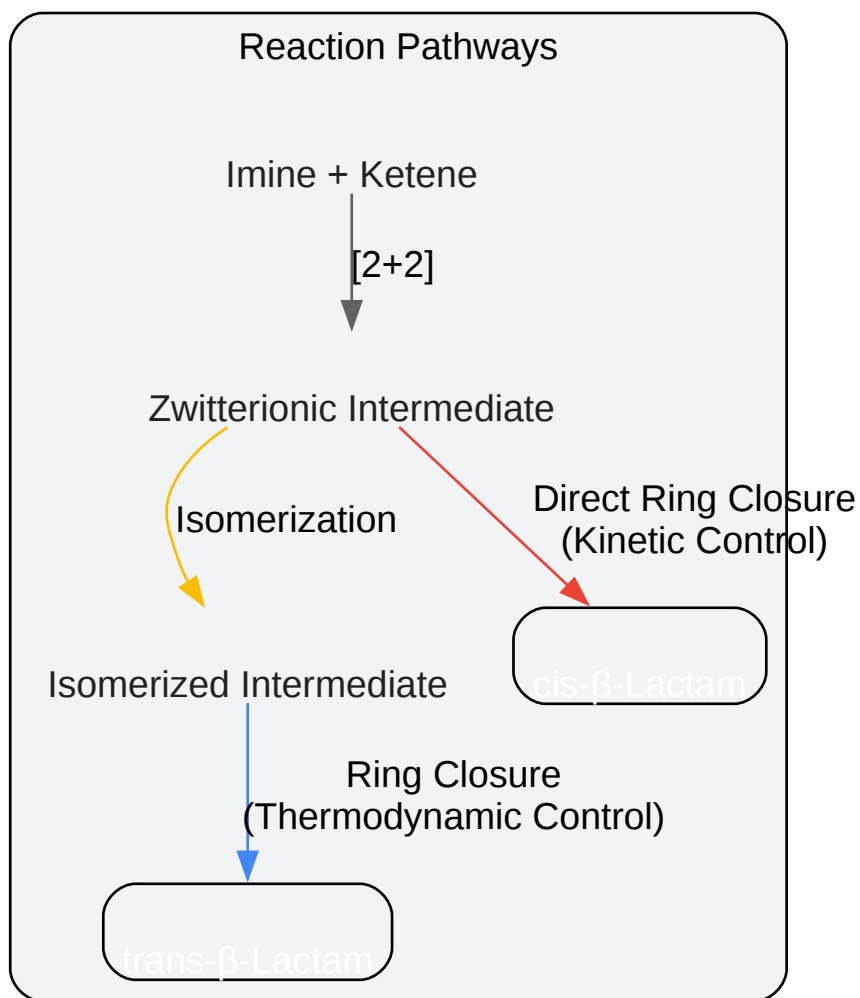 Reaction Pathways
Imine + Ketene
[2+2]
Zwitterionic Intermediate
Direct Ring Closure
(Kinetic Control)
Isomerization
Isomerized Intermediate
cis-β-Lactam
Ring Closure
(Thermodynamic Control)
trans-β-Lactam